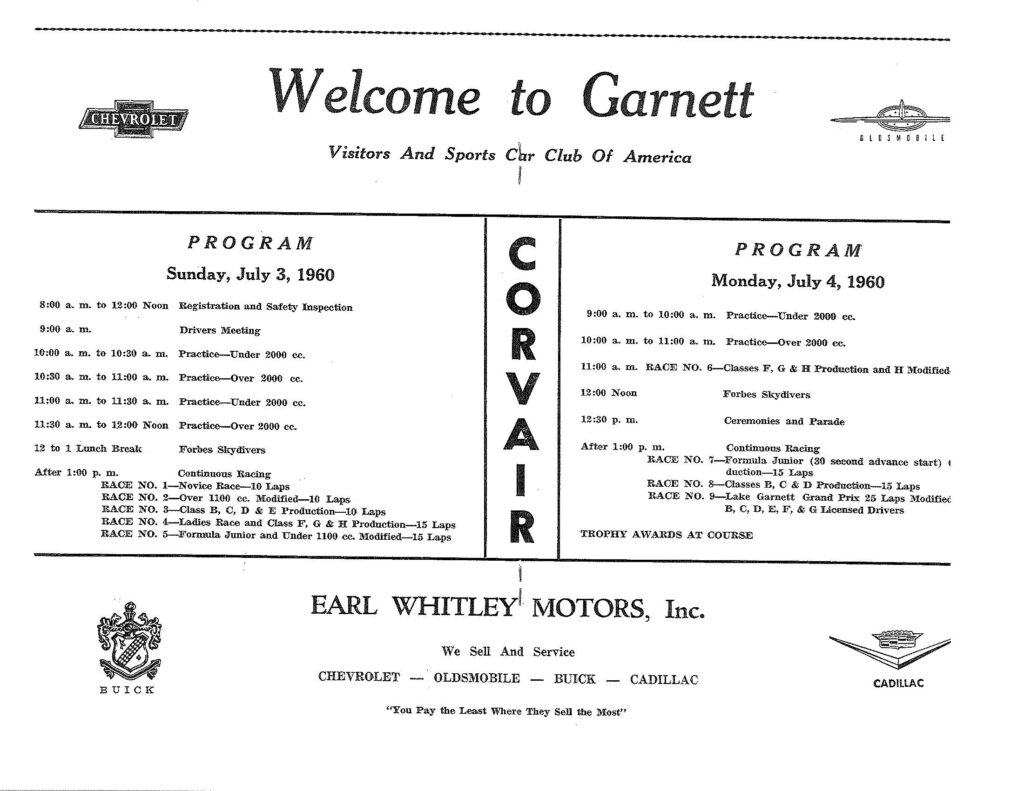 Welcome to Garnett
CHEVROLET
OLDSMOBILE
Visitors And Sports Car Club Of America
PROGRAM
Sunday, July 3, 1960
8:00 a. m. to 12:00 Noon Registration and Safety Inspection
9:00 a. m. Drivers Meeting
10:00 a. m. to 10:30 a. m. Practice—Under 2000 cc.
10:30 a. m. to 11:00 a. m. Practice—Over 2000 cc.
11:00 a. m. to 11:30 a. m. Practice—Under 2000 cc.
11:30 a. m. to 12:00 Noon Practice—Over 2000 cc.
12 to 1 Lunch Break Forbes Skydivers
After 1:00 p. m. Continuous Racing
RACE NO. 1—Novice Race—10 Laps
RACE NO. 2—Over 1100 cc. Modified—10 Laps
RACE NO. 3—Class B, C, D & E Production—10 Laps
RACE NO. 4—Ladies Race and Class F, G & H Production—15 Laps
RACE NO. 5—Formula Junior and Under 1100 cc. Modified—15 Laps
CORVAIR
PROGRAM
Monday, July 4, 1960
9:00 a. m. to 10:00 a. m. Practice—Under 2000 cc.
10:00 a. m. to 11:00 a. m. Practice—Over 2000 cc.
11:00 a. m. RACE NO. 6—Classes F, G & H Production and H Modified
12:00 Noon Forbes Skydivers
12:30 p. m. Ceremonies and Parade
After 1:00 p. m. Continuous Racing
RACE NO. 7—Formula Junior (30 second advance start)
duction—15 Laps
RACE NO. 8—Classes B, C & D Production—15 Laps
RACE NO. 9—Lake Garnett Grand Prix 25 Laps Modified
B, C, D, E, F, & G Licensed Drivers
TROPHY AWARDS AT COURSE
EARL WHITLEY MOTORS, Inc.
We Sell And Service
CHEVROLET — OLDSMOBILE — BUICK — CADILLAC
"You Pay the Least Where They Sell the Most"
BUICK
CADILLAC